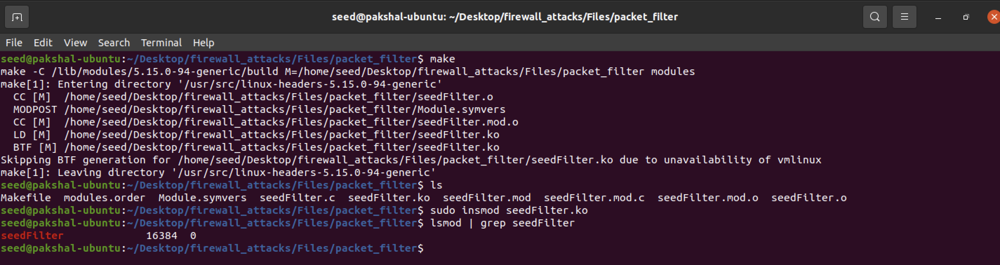 seed@pakshal-ubuntu: ~/Desktop/firewall_attacks/Files/packet_filter
File Edit View Search Terminal Help
seed@pakshal-ubuntu:~/Desktop/firewall_attacks/Files/packet_filter$ make
make -C /lib/modules/5.15.0-94-generic/build M=/home/seed/Desktop/firewall_attacks/Files/packet_filter modules
make[1]: Entering directory '/usr/src/linux-headers-5.15.0-94-generic'
  CC [M]  /home/seed/Desktop/firewall_attacks/Files/packet_filter/seedFilter.o
  MODPOST /home/seed/Desktop/firewall_attacks/Files/packet_filter/Module.symvers
  CC [M]  /home/seed/Desktop/firewall_attacks/Files/packet_filter/seedFilter.mod.o
  LD [M]  /home/seed/Desktop/firewall_attacks/Files/packet_filter/seedFilter.ko
  BTF [M] /home/seed/Desktop/firewall_attacks/Files/packet_filter/seedFilter.ko
Skipping BTF generation for /home/seed/Desktop/firewall_attacks/Files/packet_filter/seedFilter.ko due to unavailability of vmlinux
make[1]: Leaving directory '/usr/src/linux-headers-5.15.0-94-generic'
seed@pakshal-ubuntu:~/Desktop/firewall_attacks/Files/packet_filter$ ls
Makefile  modules.order  Module.symvers  seedFilter.c  seedFilter.ko  seedFilter.mod  seedFilter.mod.c  seedFilter.mod.o  seedFilter.o
seed@pakshal-ubuntu:~/Desktop/firewall_attacks/Files/packet_filter$ sudo insmod seedFilter.ko
seed@pakshal-ubuntu:~/Desktop/firewall_attacks/Files/packet_filter$ lsmod | grep seedFilter
seedFilter             16384  0
seed@pakshal-ubuntu:~/Desktop/firewall_attacks/Files/packet_filter$